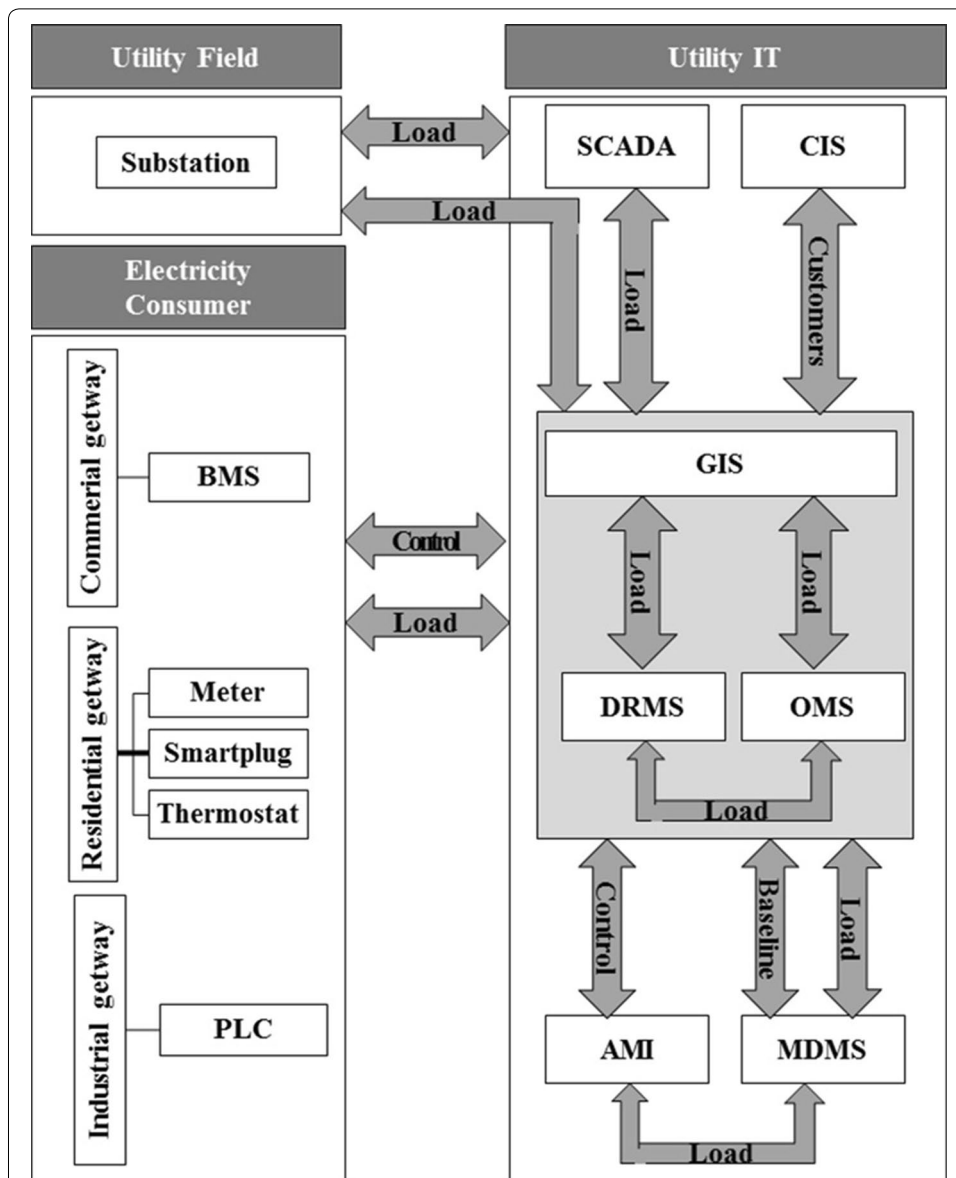 Utility Field
Utility IT
Substation
Load
Load
SCADA
CIS
Load
Customers
Electricity
Consumer
Commerial getway
BMS
Control
Load
GIS
Load
Load
DRMS
OMS
Load
Residential getway
Meter
Smartplug
Thermostat
Control
Baseline
Load
Industrial getway
PLC
AMI
MDMS
Load